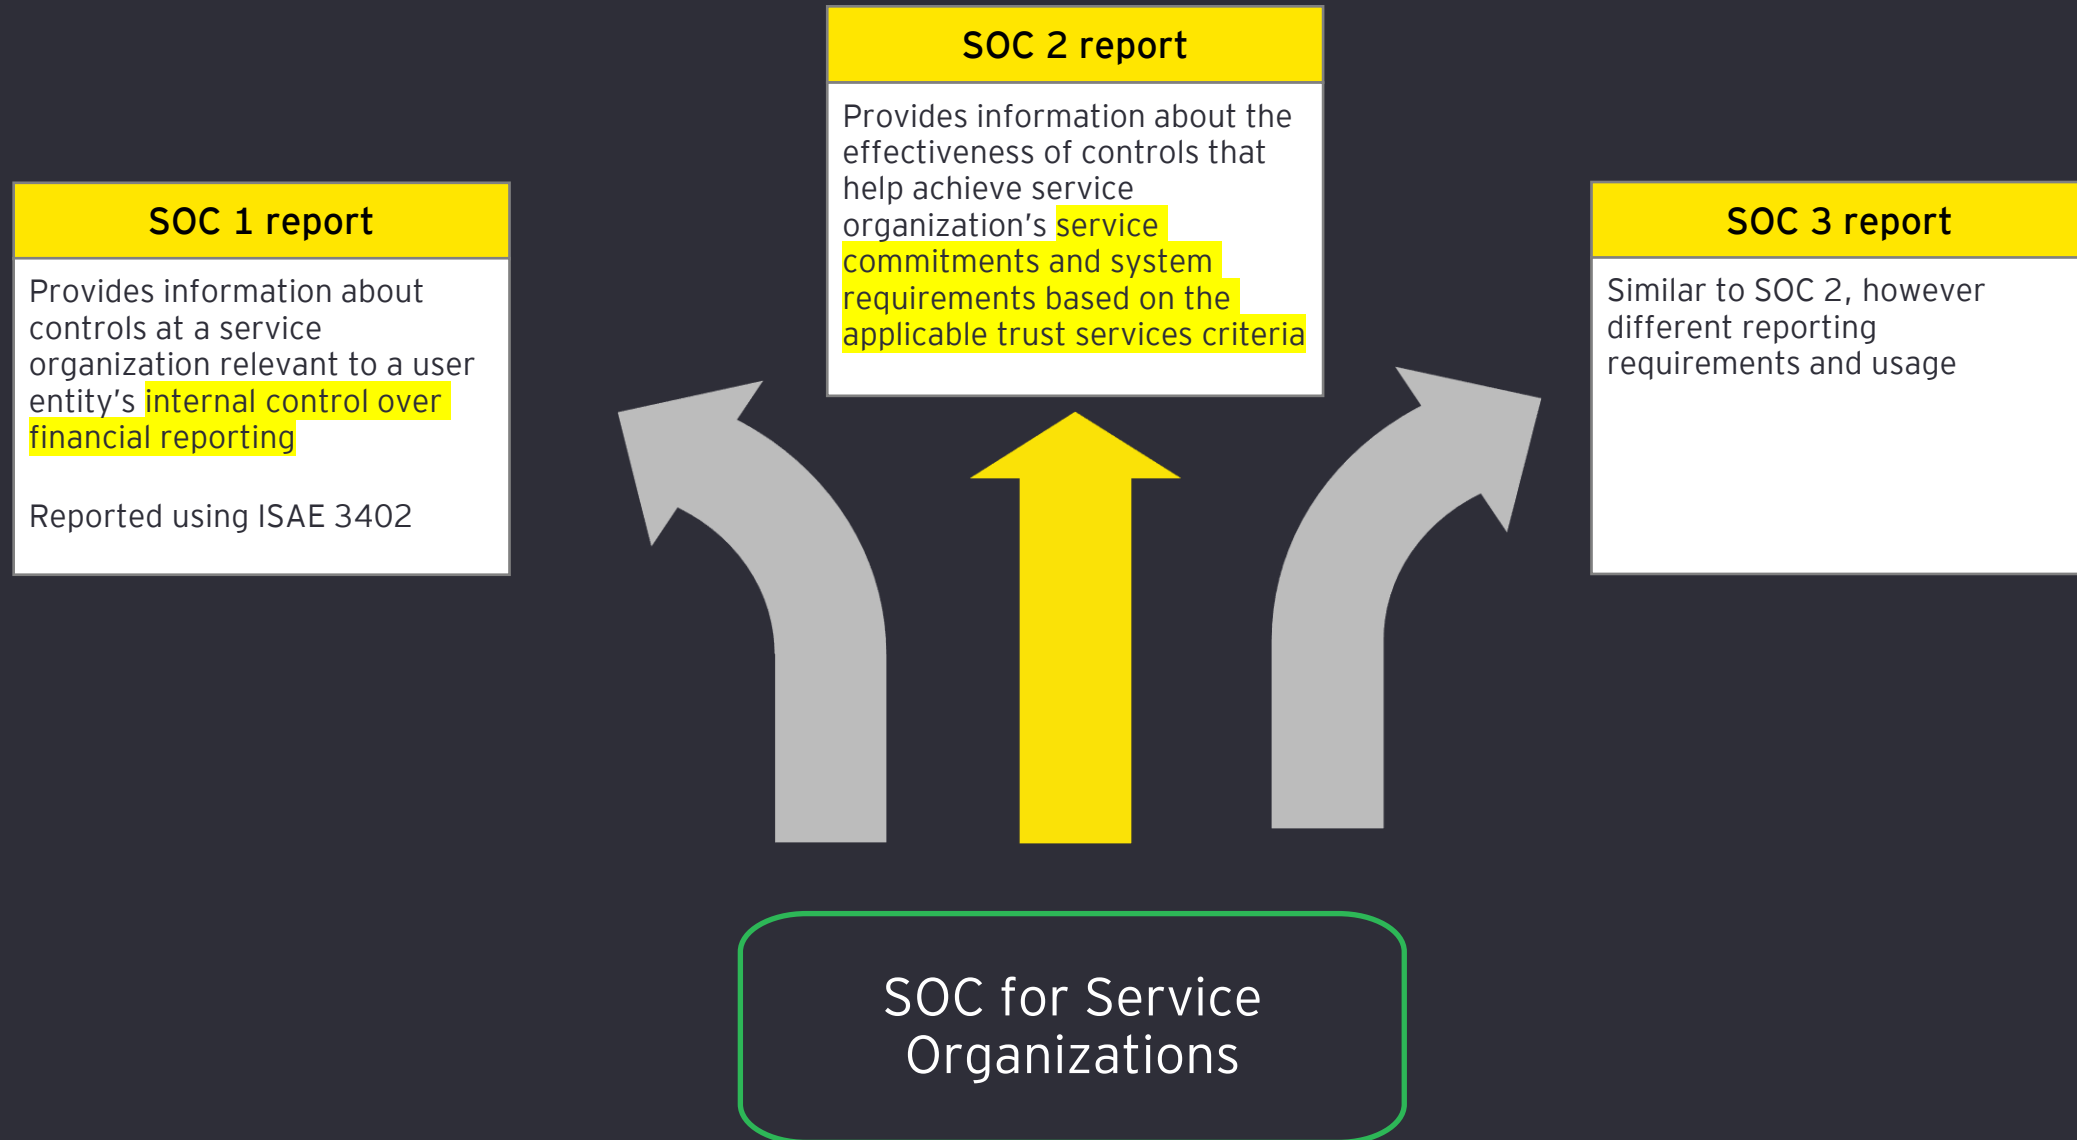 SOC 2 report
Provides information about the
effectiveness of controls that
help achieve service
organization’s service
commitments and system
requirements based on the
applicable trust services criteria
SOC 1 report
Provides information about
controls at a service
organization relevant to a user
entity’s internal control over
financial reporting
Reported using ISAE 3402
SOC 3 report
Similar to SOC 2, however
different reporting
requirements and usage
SOC for Service
Organizations